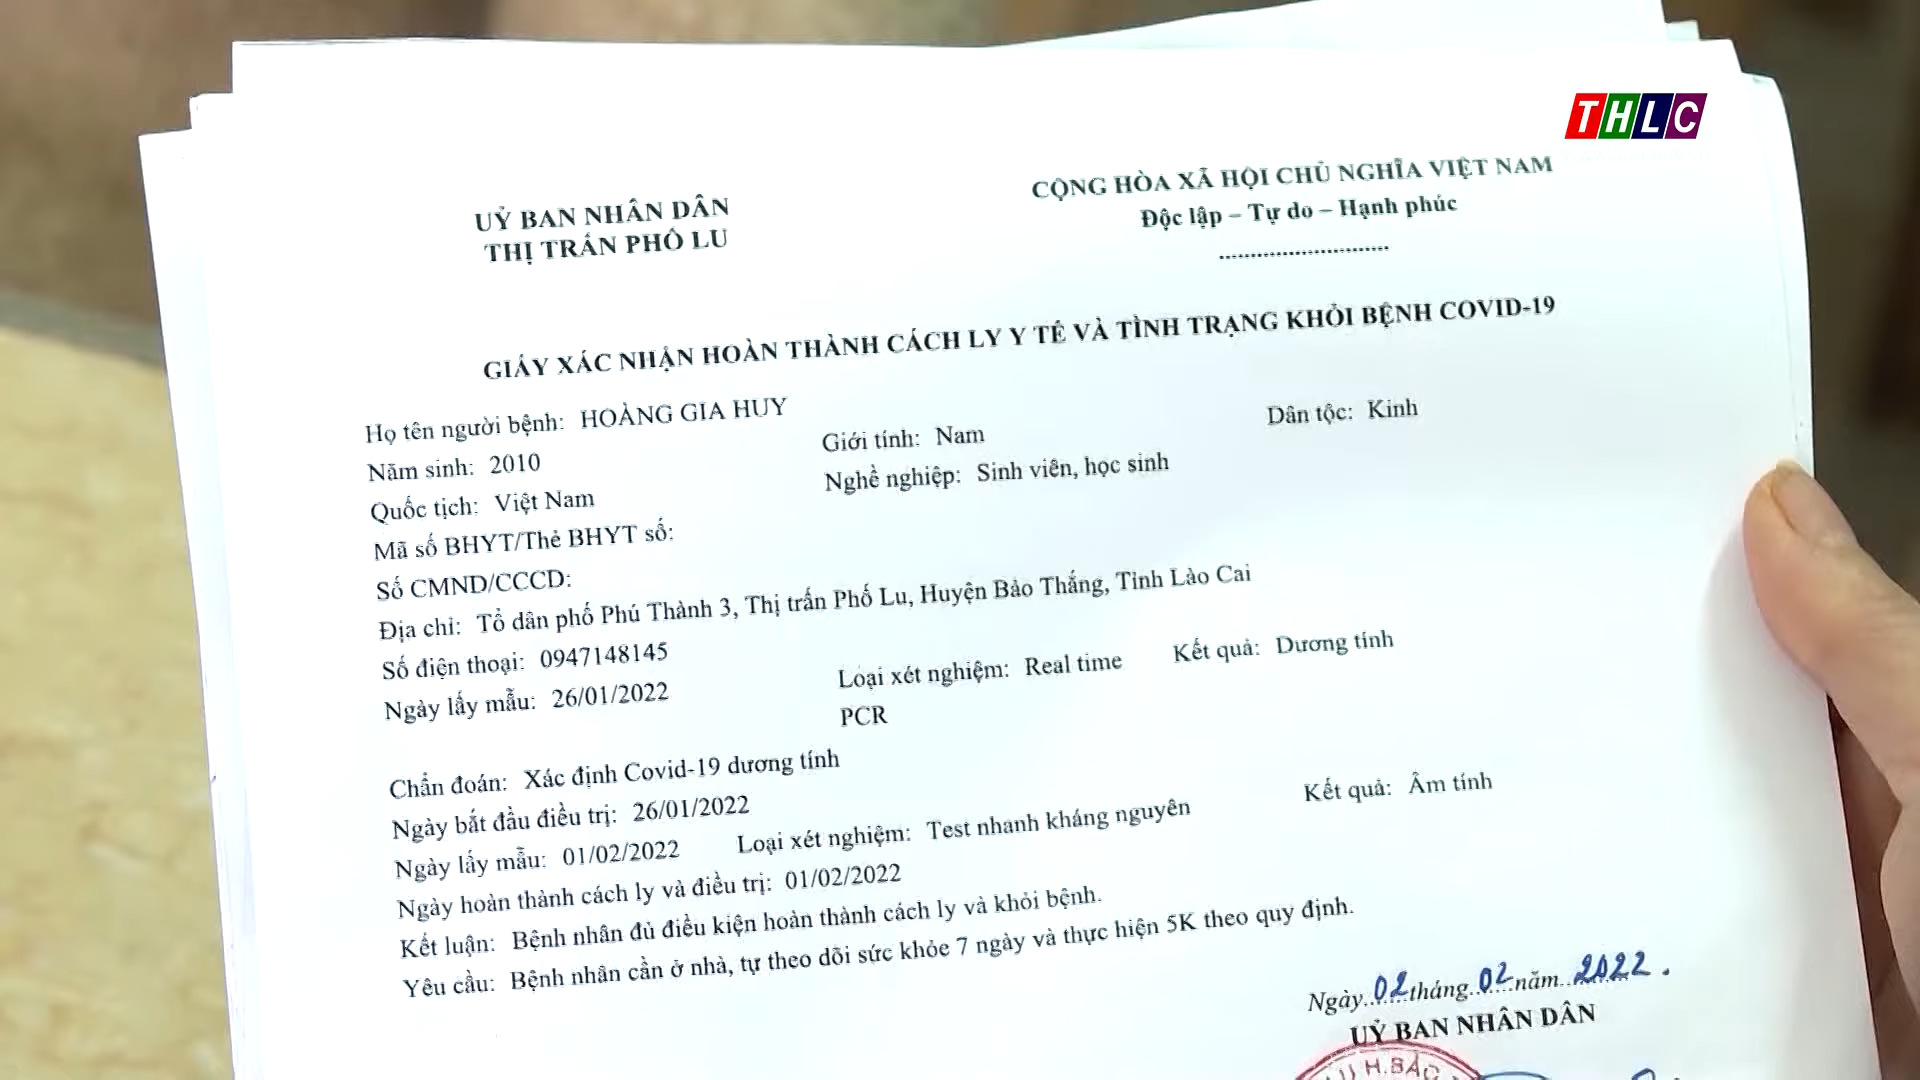 THLC
UỶ BAN NHÂN DÂN
THỊ TRẤN PHỐ LU
CỘNG HÒA XÃ HỘI CHỦ NGHĨA VIỆT NAM
Độc lập – Tự do – Hạnh phúc
...........................
GIẤY XÁC NHẬN HOÀN THÀNH CÁCH LY Y TẾ VÀ TÌNH TRẠNG KHỎI BỆNH COVID-19
Họ tên người bệnh: HOÀNG GIA HUY
Năm sinh: 2010 Giới tính: Nam Dân tộc: Kinh
Quốc tịch: Việt Nam Nghề nghiệp: Sinh viên, học sinh
Mã số BHYT/Thẻ BHYT số:
Số CMND/CCCD:
Địa chỉ: Tổ dân phố Phú Thành 3, Thị trấn Phố Lu, Huyện Bảo Thắng, Tỉnh Lào Cai
Số điện thoại: 0947148145
Ngày lấy mẫu: 26/01/2022 Loại xét nghiệm: Real time Kết quả: Dương tính
PCR
Chẩn đoán: Xác định Covid-19 dương tính
Ngày bắt đầu điều trị: 26/01/2022
Ngày lấy mẫu: 01/02/2022 Loại xét nghiệm: Test nhanh kháng nguyên Kết quả: Âm tính
Ngày hoàn thành cách ly và điều trị: 01/02/2022
Kết luận: Bệnh nhân đủ điều kiện hoàn thành cách ly và khỏi bệnh.
Yêu cầu: Bệnh nhân cần ở nhà, tự theo dõi sức khỏe 7 ngày và thực hiện 5K theo quy định.
Ngày 02 tháng 02 năm 2022.
UỶ BAN NHÂN DÂN
H.BẢO